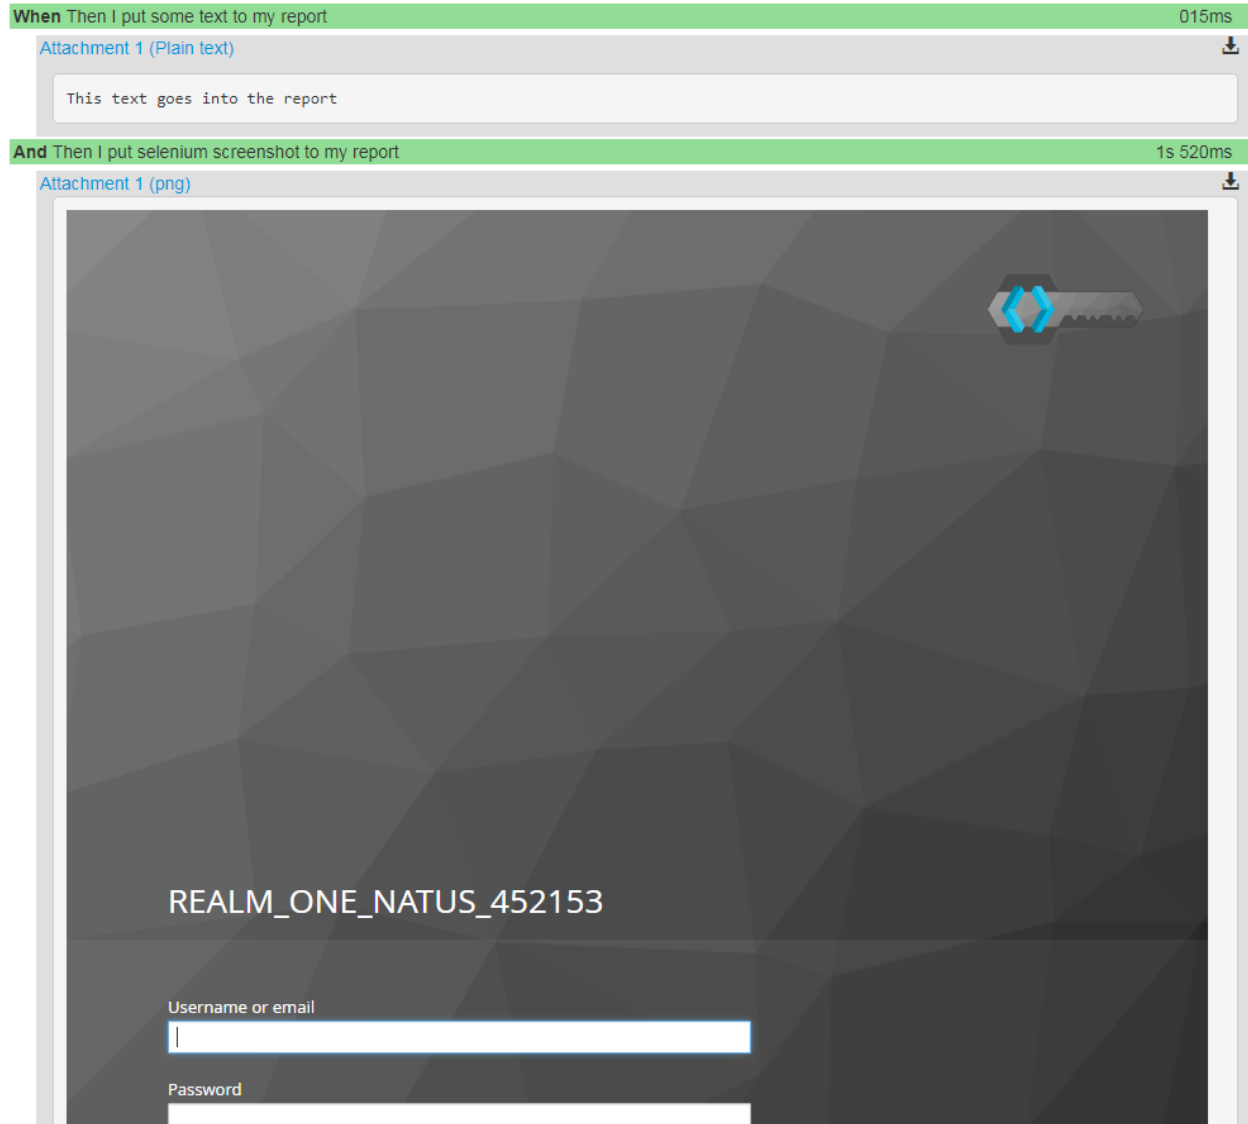 When Then I put some text to my report 015ms
Attachment 1 (Plain text)
This text goes into the report
And Then I put selenium screenshot to my report 1s 520ms
Attachment 1 (png)
REALM_ONE_NATUS_452153
Username or email
Password